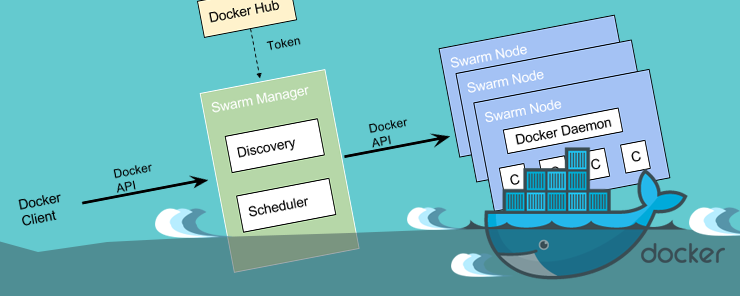 Docker Hub
Token
Swarm Manager
Discovery
Scheduler
Docker
Client
Docker
API
Docker
API
Swarm Node
Swarm Node
Swarm Node
Docker Daemon
C
C
C
C
docker